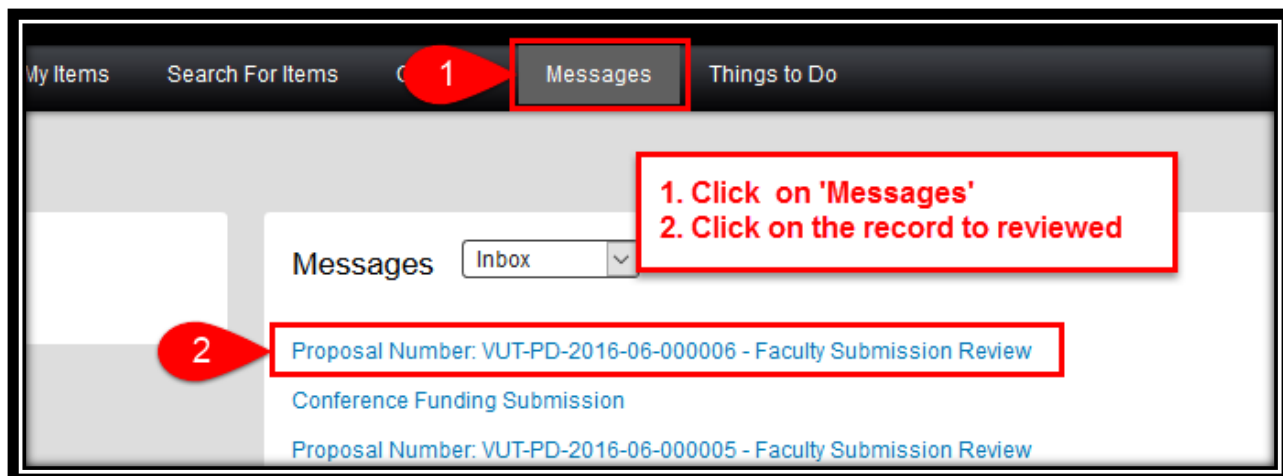 My Items Search For Items 1 Messages Things to Do
1. Click on 'Messages'
2. Click on the record to reviewed
Messages Inbox
2 Proposal Number: VUT-PD-2016-06-000006 - Faculty Submission Review
Conference Funding Submission
Proposal Number: VUT-PD-2016-06-000005 - Faculty Submission Review